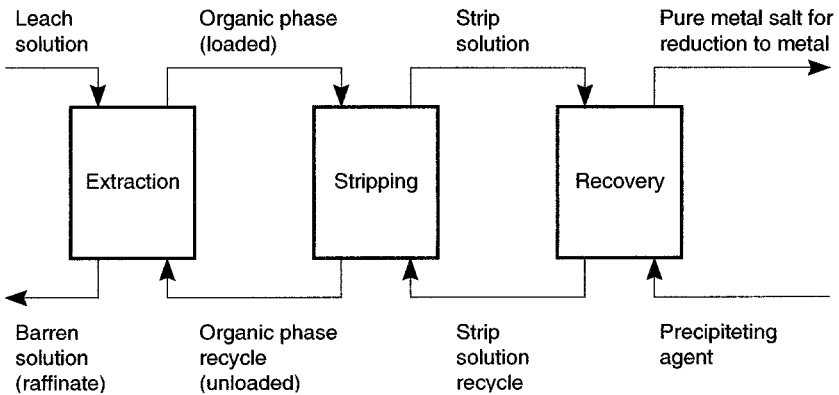 Leach
solution
Organic phase
(loaded)
Strip
solution
Pure metal salt for
reduction to metal
Extraction
Stripping
Recovery
Barren
solution
(raffinate)
Organic phase
recycle
(unloaded)
Strip
solution
recycle
Precipiteting
agent